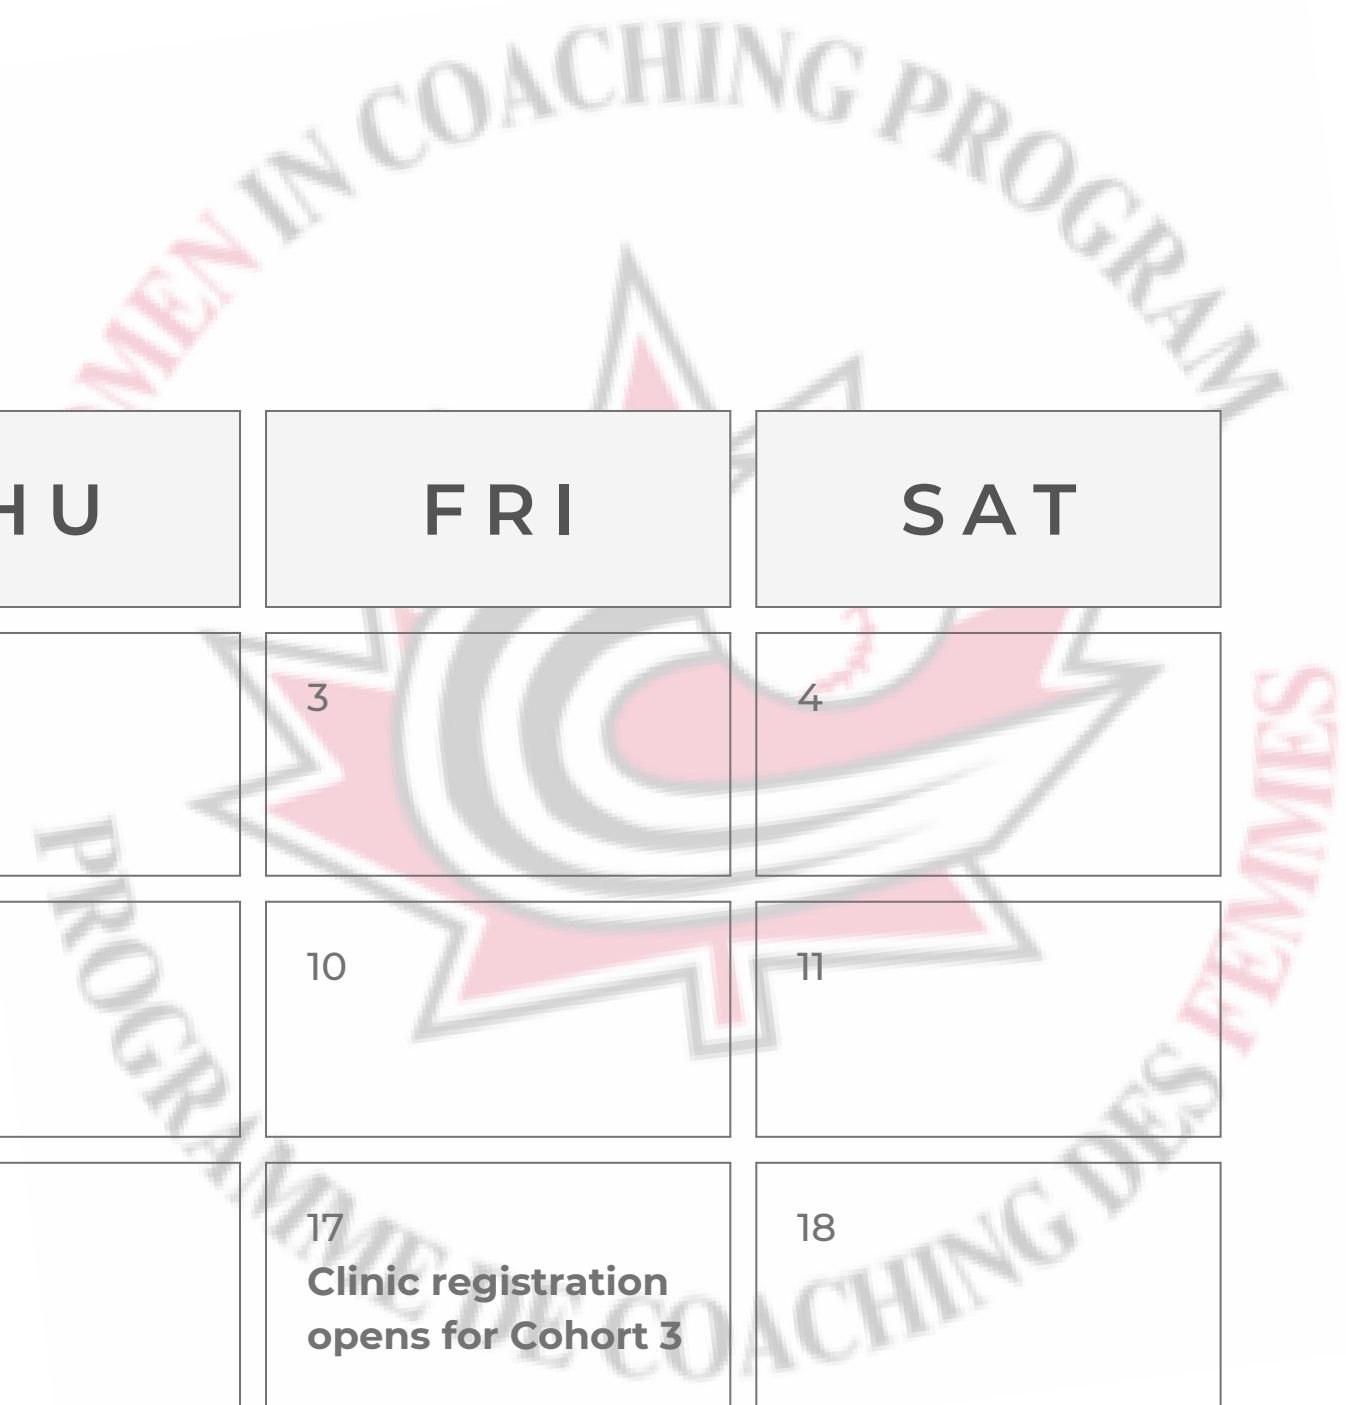 WOMEN IN COACHING PROGRAM
HU
FRI
SAT
3
4
10
11
17
Clinic registration
opens for Cohort 3
18
PROGRAMME DE COACHING DES FEMMES